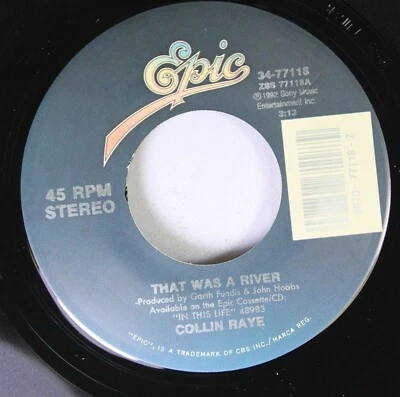 Epic
34-77118
ZSS 77118A
℗1992 Sony Music
Entertainment Inc.
3:13
45 RPM
STEREO
THAT WAS A RIVER
-Produced by Garth Fundis & John Hobbs
Available on the Epic Cassette/CD:
"IN THIS LIFE" 48983
COLLIN RAYE
"EPIC", IS A TRADEMARK OF CBS INC./MARCA REG.